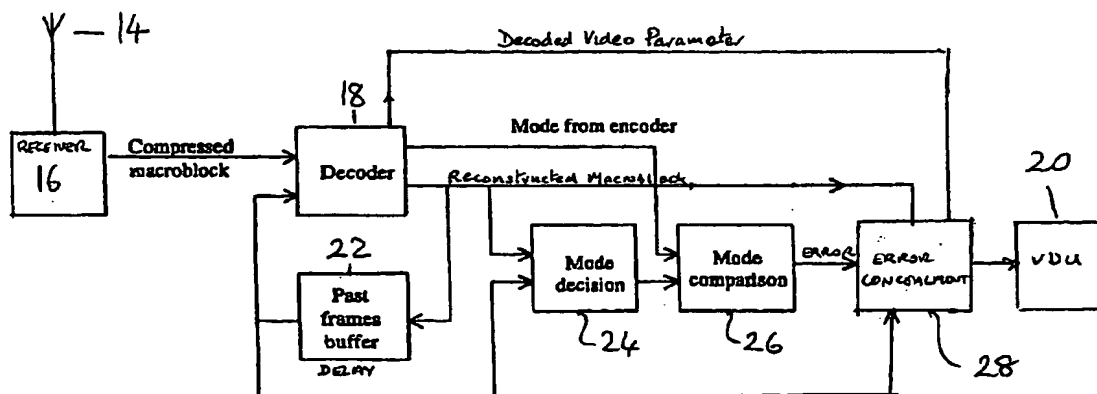 14
Decoded Video Parameter
18
RECEIVER
16
Compressed
macroblock
Decoder
Mode from encoder
Reconstructed Macroblock
20
VDU
22
Past
frames
buffer
DELAY
Mode
decision
24
Mode
comparison
26
ERROR
ERROR
CONCEALMENT
28